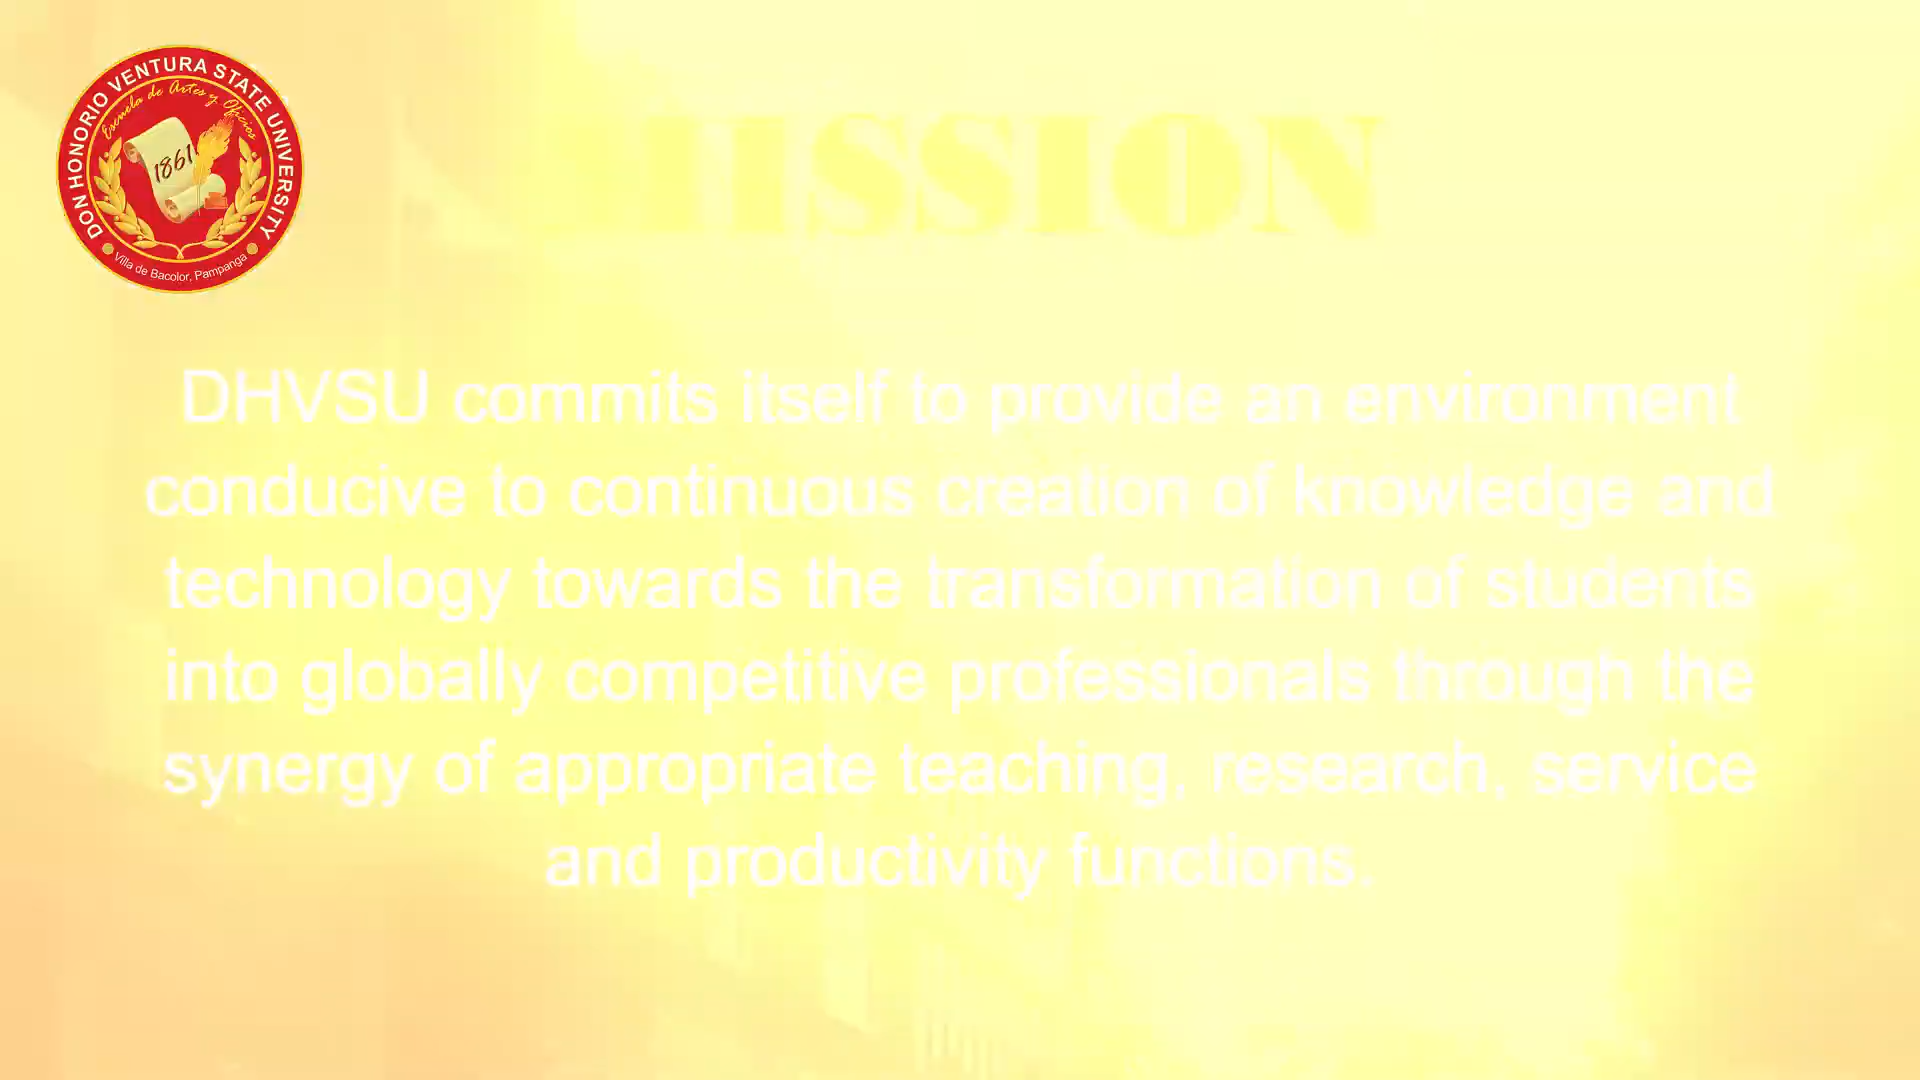 DON HONORIO VENTURA STATE UNIVERSITY
Escuela de Artes y Oficios
1861
Villa de Bacolor, Pampanga
MISSION
DHVSU commits itself to provide an environment
conducive to continuous creation of knowledge and
technology towards the transformation of students
into globally competitive professionals through the
synergy of appropriate teaching, research, service
and productivity functions.